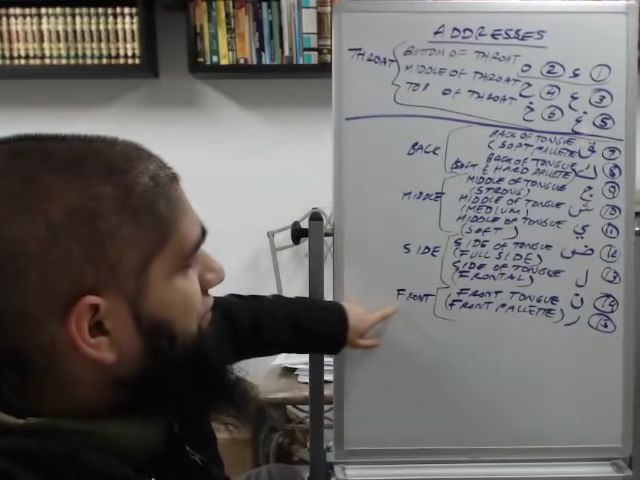 ADDRESSES
THROAT
BOTTOM OF THROAT ه ② ء ①
MIDDLE OF THROAT ح ④ ع ③
TOP OF THROAT خ ⑥ غ ⑤
BACK
BACK OF TONGUE
(SOFT PALLETE ق ⑦
BACK OF TONGUE
& HARD PALLETE ك ⑧
MIDDLE
MIDDLE OF TONGUE
(STRONG) ج ⑨
MIDDLE OF TONGUE
(MEDIUM) ش ⑩
MIDDLE OF TONGUE
(SOFT) ي ⑪
SIDE
SIDE OF TONGUE
(FULL SIDE) ض ⑫
SIDE OF TONGUE
(FRONTAL) ل ⑬
FRONT
(FRONT TONGUE ن ⑭
(FRONT PALLETE) ر ⑮